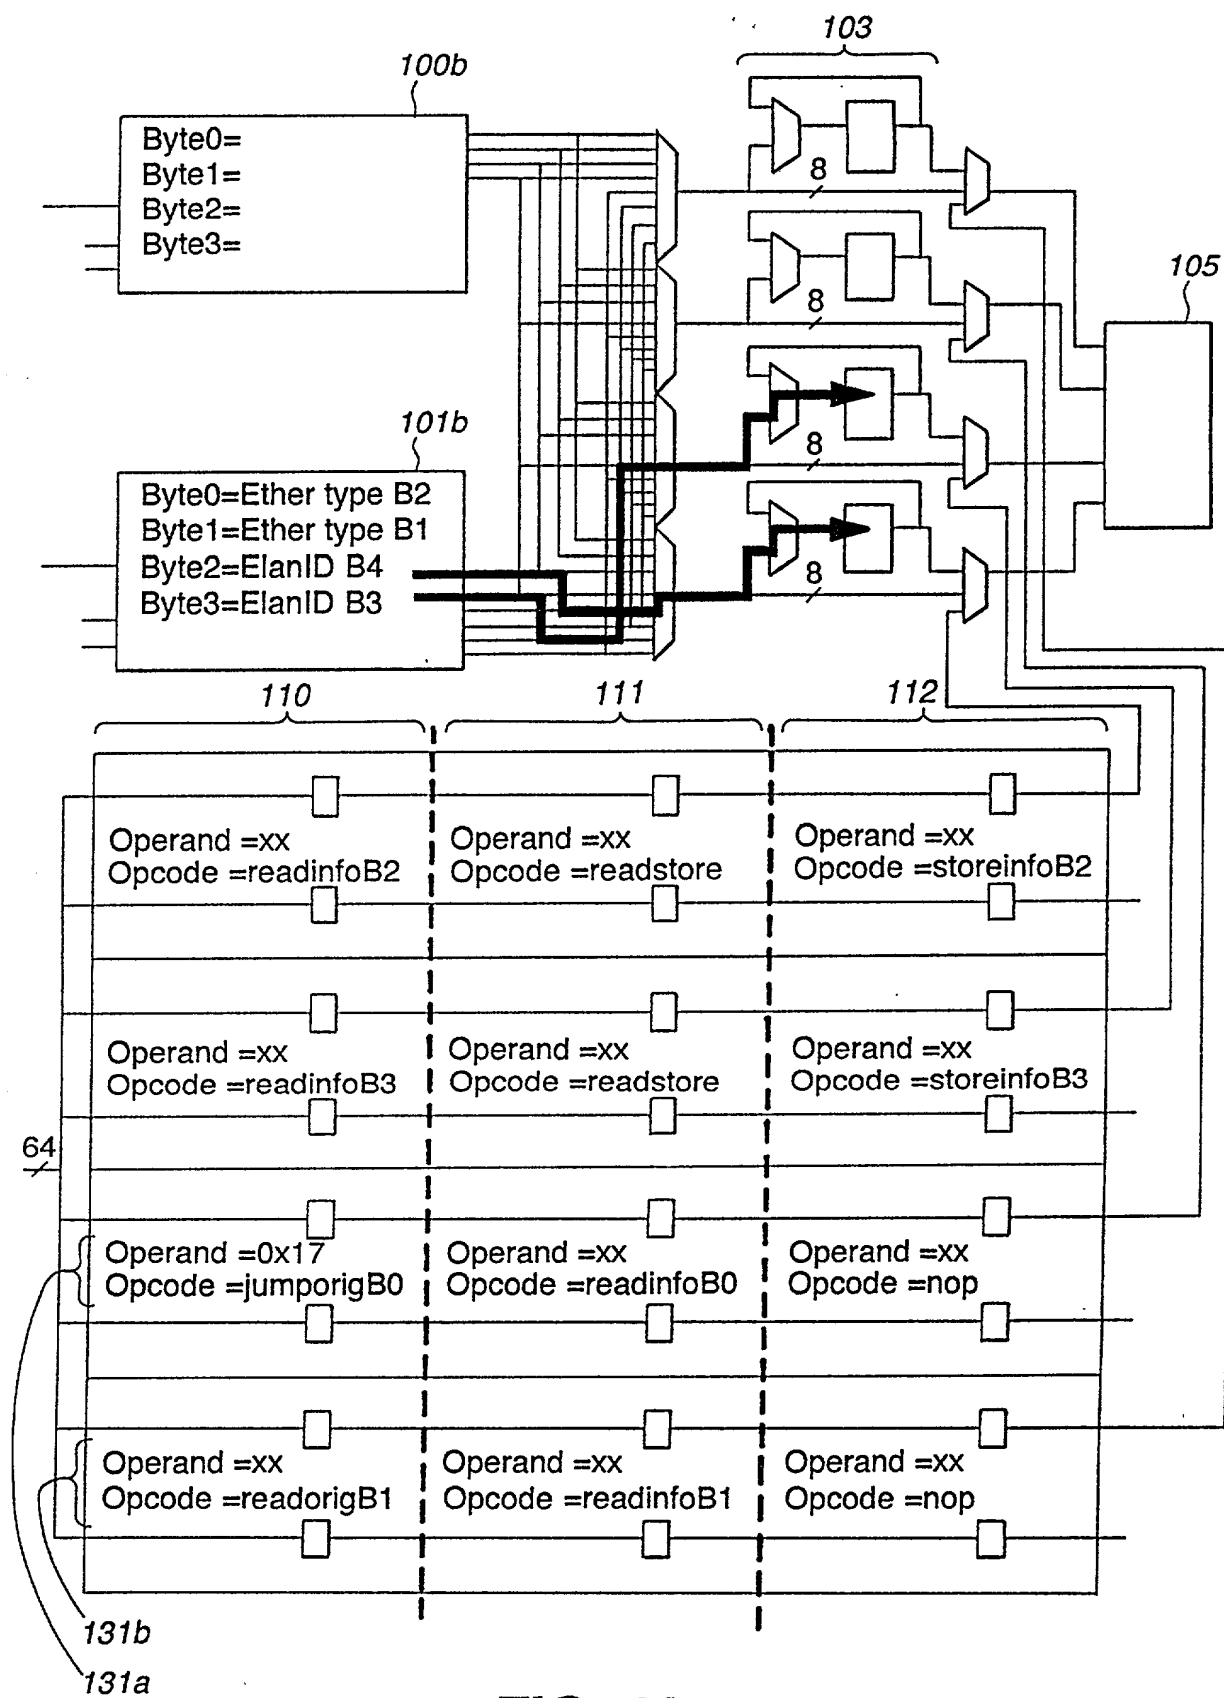 103
100b
Byte0=
Byte1=
Byte2=
Byte3=
8
8
105
101b
8
Byte0=Ether type B2
Byte1=Ether type B1
Byte2=ElanID B4
Byte3=ElanID B3
8
110
111
112
Operand =xx
Opcode =readinfoB2
Operand =xx
Opcode =readstore
Operand =xx
Opcode =storeinfoB2
Operand =xx
Opcode =readinfoB3
Operand =xx
Opcode =readstore
Operand =xx
Opcode =storeinfoB3
64
Operand =0x17
Opcode =jumporigB0
Operand =xx
Opcode =readinfoB0
Operand =xx
Opcode =nop
Operand =xx
Opcode =readorigB1
Operand =xx
Opcode =readinfoB1
Operand =xx
Opcode =nop
131b
131a